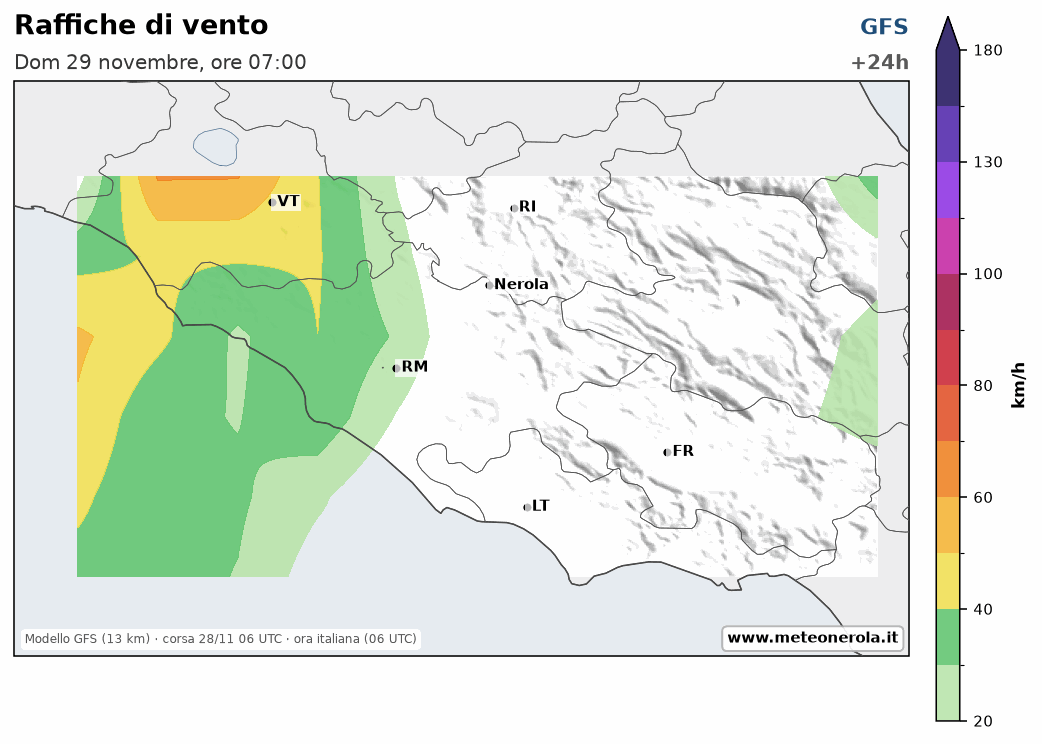 Raffiche di vento
GFS
Dom 29 novembre, ore 07:00
+24h
180
130
100
80
60
40
20
km/h
VT
RI
Nerola
RM
FR
LT
Modello GFS (13 km) · corsa 28/11 06 UTC · ora italiana (06 UTC)
www.meteonerola.it